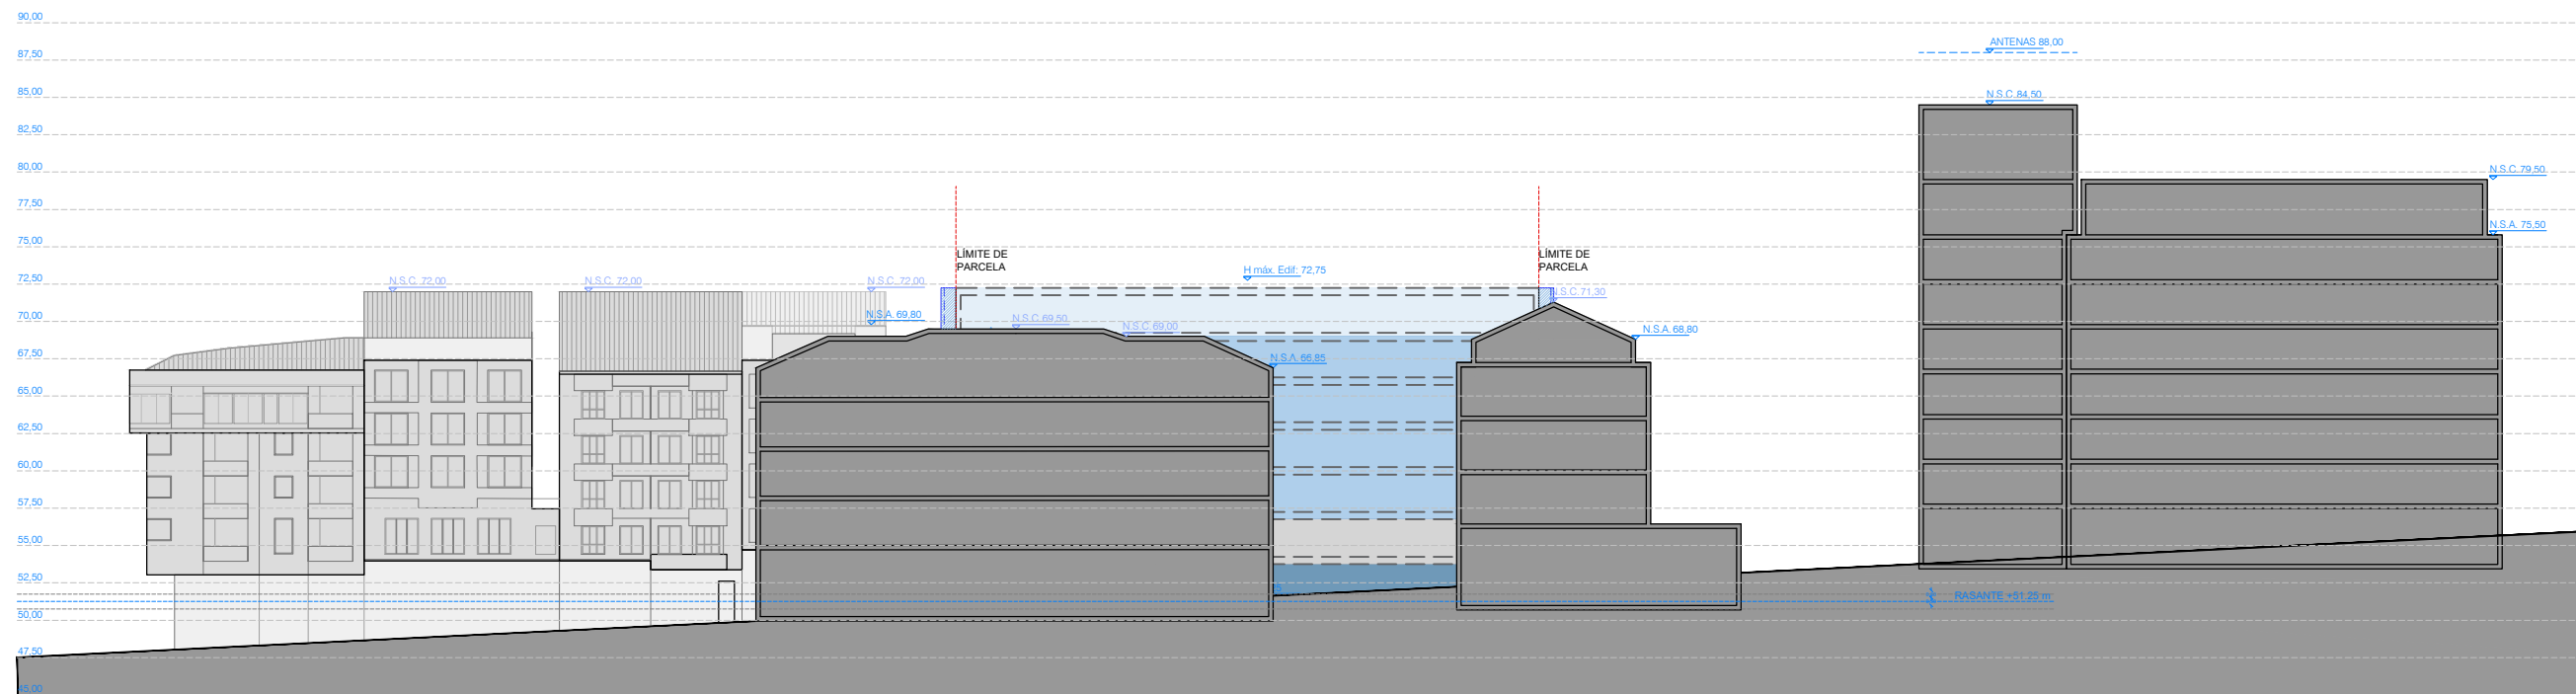 90,00
87,50
ANTENAS 88,00
85,00
N.S.C. 84,50
82,50
80,00
N.S.C. 79,50
77,50
N.S.A. 75,50
75,00
LÍMITE DE
PARCELA
LÍMITE DE
PARCELA
72,50
N.S.C. 72,00
N.S.C. 72,00
N.S.C. 72,00
H máx. Edif: 72,75
N.S.C. 71,30
70,00
N.S.A. 69,80
N.S.C. 69,50
N.S.C. 69,00
N.S.A. 68,80
67,50
N.S.A. 66,85
65,00
62,50
60,00
57,50
55,00
52,50
RASANTE +51.25 m
50,00
47,50
45,00